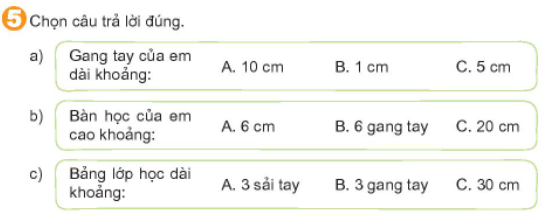 5 Chọn câu trả lời đúng.
a) Gang tay của em dài khoảng: A. 10 cm B. 1 cm C. 5 cm
b) Bàn học của em cao khoảng: A. 6 cm B. 6 gang tay C. 20 cm
c) Bảng lớp học dài khoảng: A. 3 sải tay B. 3 gang tay C. 30 cm